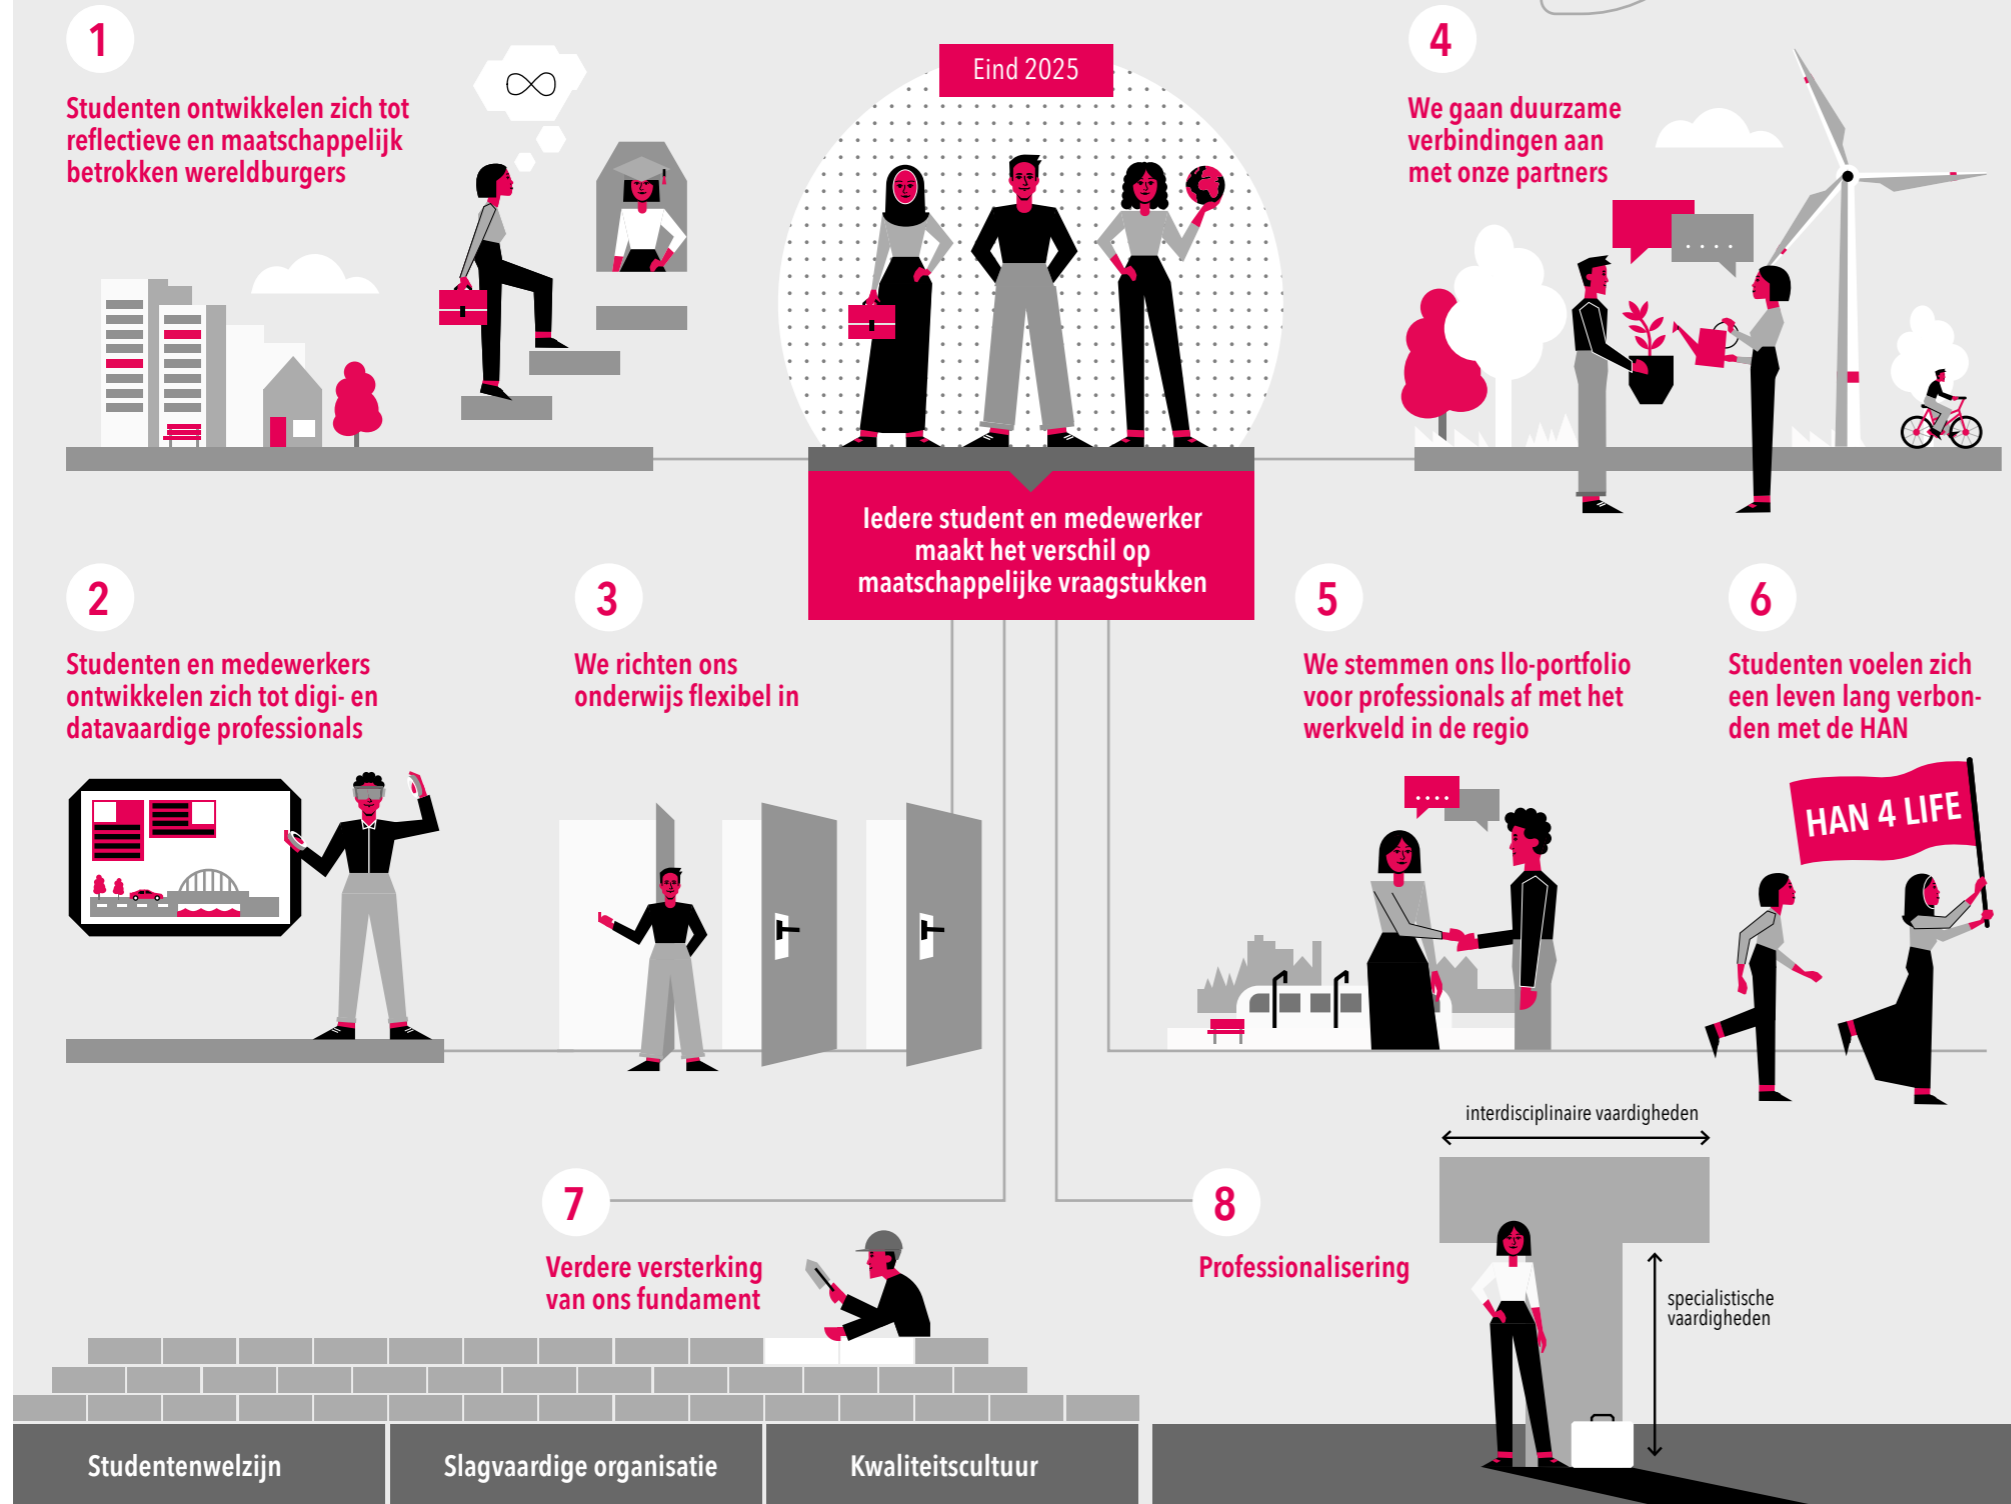 1
Studenten ontwikkelen zich tot
reflectieve en maatschappelijk
betrokken wereldburgers
Eind 2025
Iedere student en medewerker
maakt het verschil op
maatschappelijke vraagstukken
4
We gaan duurzame
verbindingen aan
met onze partners
2
Studenten en medewerkers
ontwikkelen zich tot digi- en
datavaardige professionals
3
We richten ons
onderwijs flexibel in
5
We stemmen ons llo-portfolio
voor professionals af met het
werkveld in de regio
6
Studenten voelen zich
een leven lang verbon-
den met de HAN
HAN 4 LIFE
7
Verdere versterking
van ons fundament
Studentenwelzijn
Slagvaardige organisatie
Kwaliteitscultuur
8
Professionalisering
interdisciplinaire vaardigheden
specialistische
vaardigheden